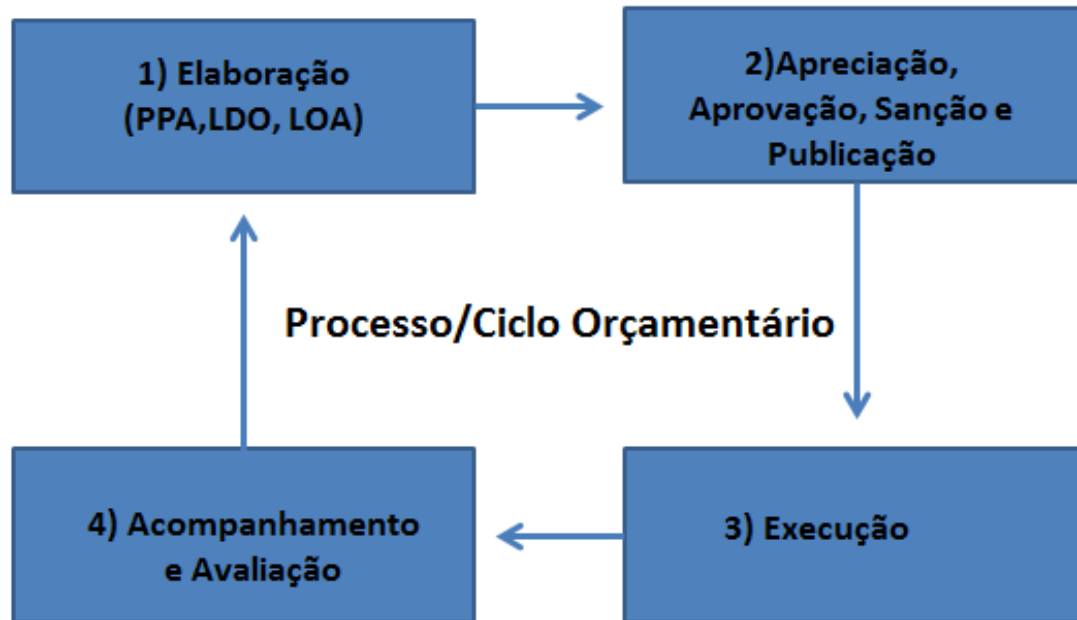 1) Elaboração
(PPA,LDO, LOA)
2)Apreciação,
Aprovação, Sanção e
Publicação
Processo/Ciclo Orçamentário
4) Acompanhamento
e Avaliação
3) Execução